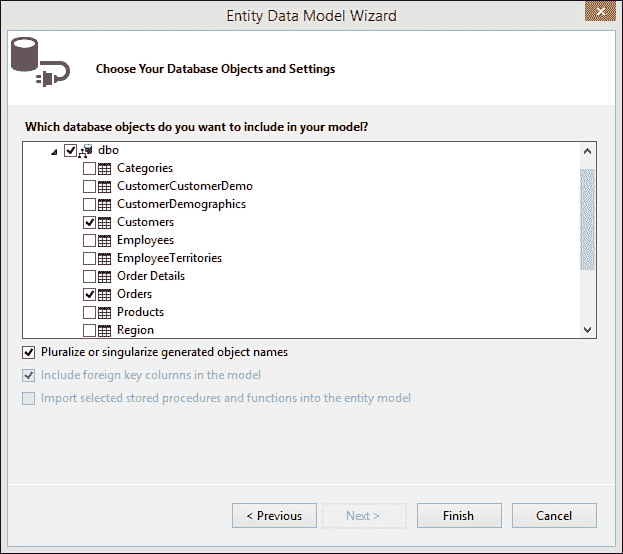 Entity Data Model Wizard
Choose Your Database Objects and Settings
Which database objects do you want to include in your model?
dbo
Categories
CustomerCustomerDemo
CustomerDemographics
Customers
Employees
EmployeeTerritories
Order Details
Orders
Products
Region
Pluralize or singularize generated object names
Include foreign key columns in the model
Import selected stored procedures and functions into the entity model
< Previous Next > Finish Cancel